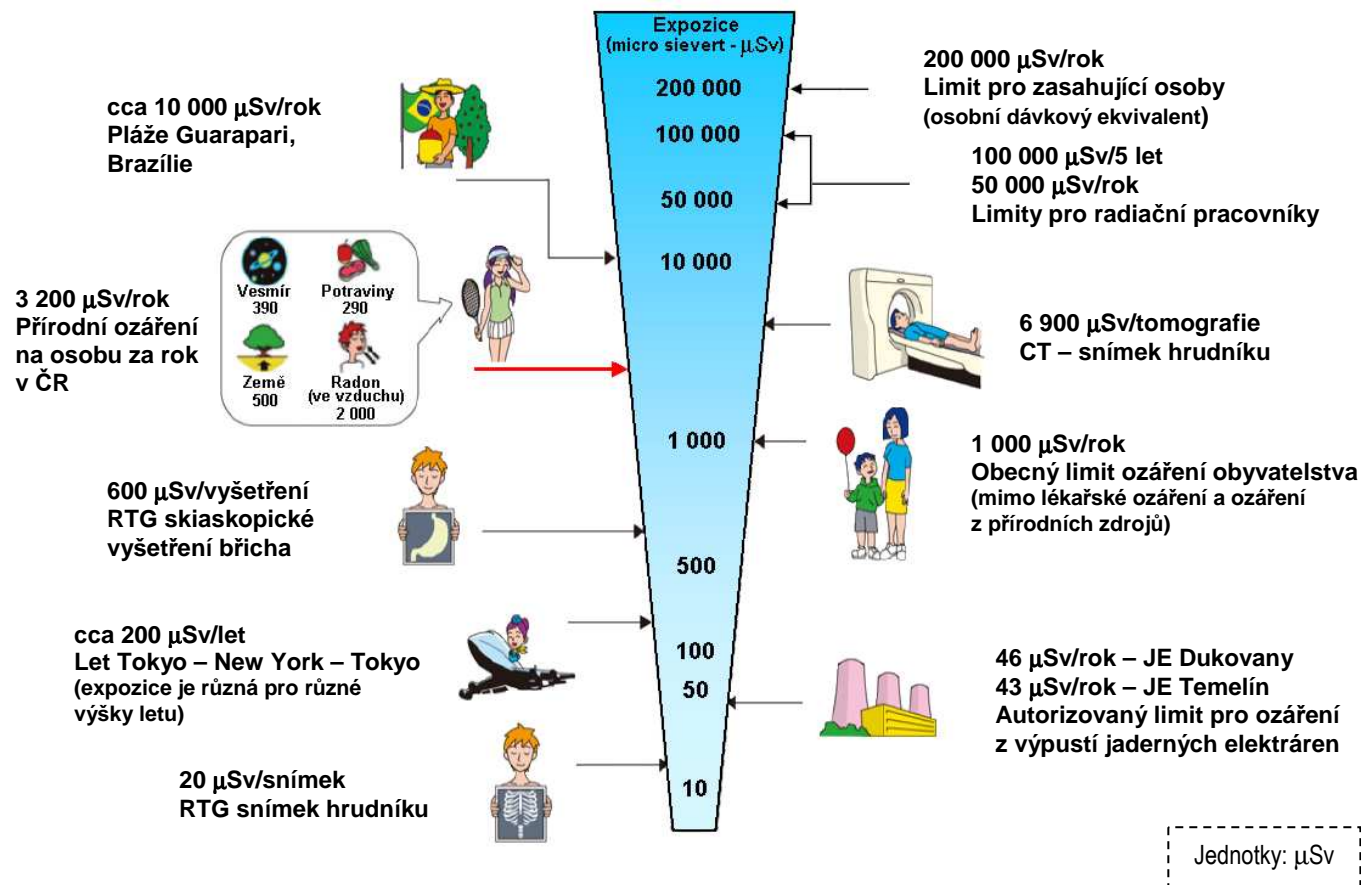 Expozice
(micro sievert - µSv)
200 000
100 000
50 000
10 000
1 000
500
100
50
10
cca 10 000 µSv/rok
Pláže Guarapari,
Brazílie
3 200 µSv/rok
Přírodní ozáření
na osobu za rok
v ČR
Vesmír
390
Potraviny
290
Země
500
Radon
(ve vzduchu)
2 000
600 µSv/vyšetření
RTG skiaskopické
vyšetření břicha
cca 200 µSv/let
Let Tokyo – New York – Tokyo
(expozice je různá pro různé
výšky letu)
20 µSv/snímek
RTG snímek hrudníku
200 000 µSv/rok
Limit pro zasahující osoby
(osobní dávkový ekvivalent)
100 000 µSv/5 let
50 000 µSv/rok
Limity pro radiační pracovníky
6 900 µSv/tomografie
CT – snímek hrudníku
1 000 µSv/rok
Obecný limit ozáření obyvatelstva
(mimo lékařské ozáření a ozáření
z přírodních zdrojů)
46 µSv/rok – JE Dukovany
43 µSv/rok – JE Temelín
Autorizovaný limit pro ozáření
z výpustí jaderných elektráren
Jednotky: µSv